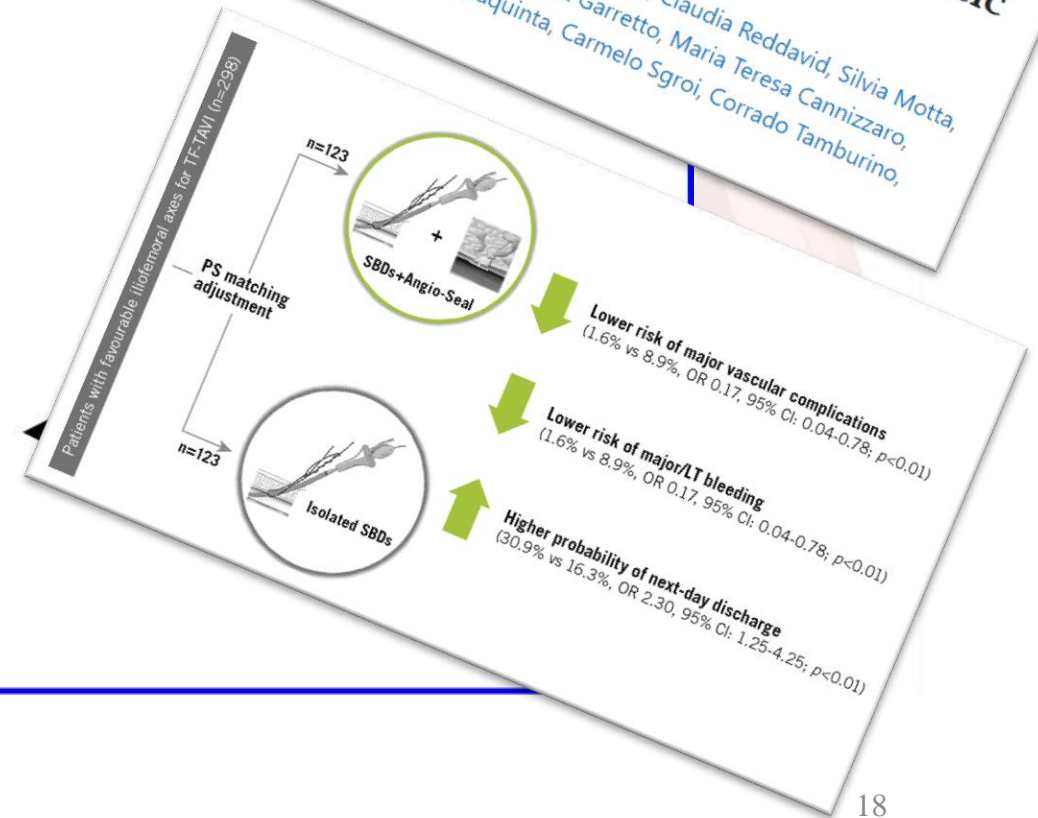 Claudia Reddavid, Silvia Motta,
Garretto, Maria Teresa Cannizzaro,
Carmelo Sgroi, Corrado Tamburino,
Patients with favourable iliofemoral axes for TF-TAVI (n=298)
PS matching
adjustment
n=123
+
SBDs+Angio-Seal
n=123
Isolated SBDs
Lower risk of major vascular complications
(1.6% vs 8.9%, OR 0.17, 95% CI: 0.04-0.78; p<0.01)
Lower risk of major/LT bleeding
(1.6% vs 8.9%, OR 0.17, 95% CI: 0.04-0.78; p<0.01)
Higher probability of next-day discharge
(30.9% vs 16.3%, OR 2.30, 95% CI: 1.25-4.25; p<0.01)
18